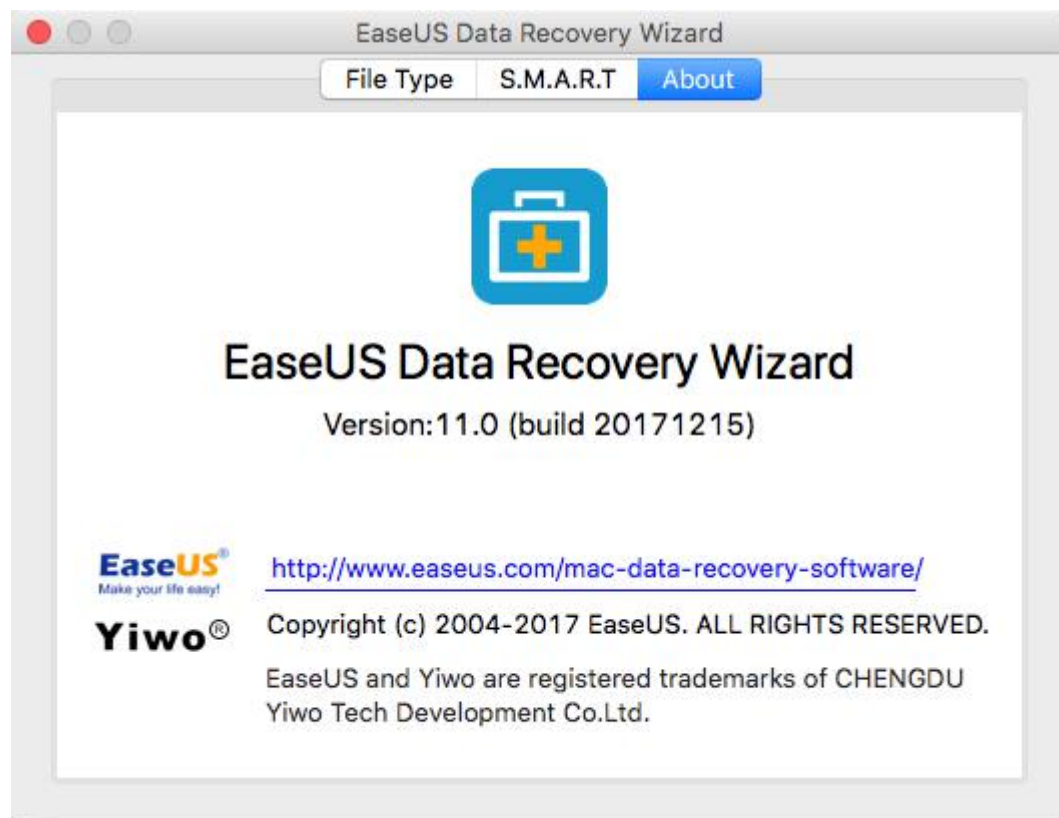 EaseUS Data Recovery Wizard
File Type S.M.A.R.T About
EaseUS Data Recovery Wizard
Version:11.0 (build 20171215)
EaseUS®
Make your life easy!
http://www.easeus.com/mac-data-recovery-software/
Yiwo®
Copyright (c) 2004-2017 EaseUS. ALL RIGHTS RESERVED.
EaseUS and Yiwo are registered trademarks of CHENGDU
Yiwo Tech Development Co.Ltd.